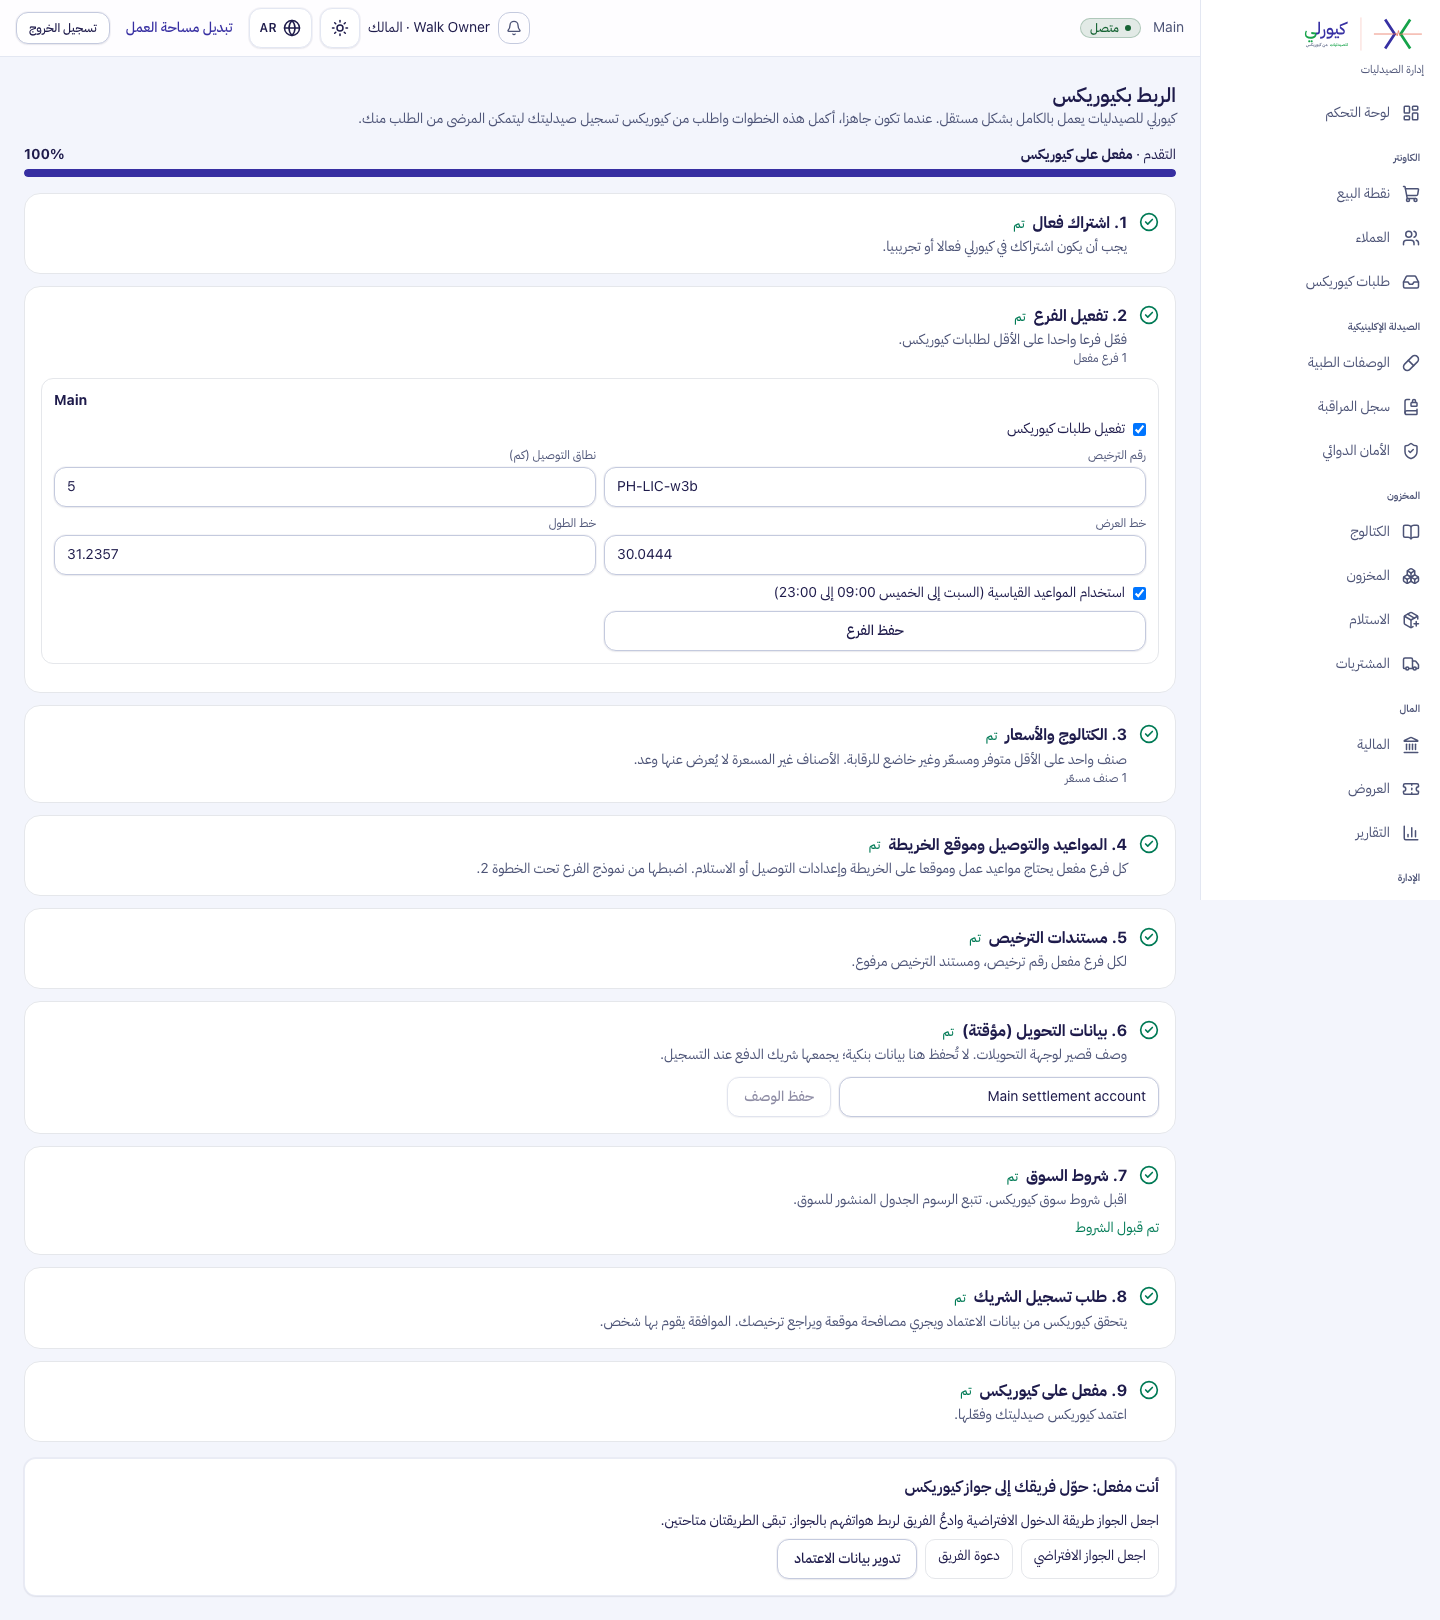 كيورلي
الصيدليات من كيوريكس
إدارة الصيدليات
لوحة التحكم
الكاونتر
نقطة البيع
العملاء
طلبات كيوريكس
الصيدلة الإكلينيكية
الوصفات الطبية
سجل المراقبة
الأمان الدوائي
المخزون
الكتالوج
المخزون
الاستلام
المشتريات
المال
المالية
العروض
التقارير
الإدارة
Main
متصل
Walk Owner · المالك
AR
تبديل مساحة العمل
تسجيل الخروج
الربط بكيوريكس
كيورلي للصيدليات يعمل بالكامل بشكل مستقل. عندما تكون جاهزا، أكمل هذه الخطوات واطلب من كيوريكس تسجيل صيدليتك ليتمكن المرضى من الطلب منك.
التقدم · مفعل على كيوريكس
100%
1. اشتراك فعال تم
يجب أن يكون اشتراكك في كيورلي فعالا أو تجريبيا.
2. تفعيل الفرع تم
فعّل فرعا واحدا على الأقل لطلبات كيوريكس.
1 فرع مفعل
Main
تفعيل طلبات كيوريكس
رقم الترخيص
نطاق التوصيل (كم)
PH-LIC-w3b
5
خط العرض
خط الطول
30.0444
31.2357
استخدام المواعيد القياسية (السبت إلى الخميس 09:00 إلى 23:00)
حفظ الفرع
3. الكتالوج والأسعار تم
صنف واحد على الأقل متوفر ومسعّر وغير خاضع للرقابة. الأصناف غير المسعرة لا يُعرض عنها وعد.
1 صنف مسعّر
4. المواعيد والتوصيل وموقع الخريطة تم
كل فرع مفعل يحتاج مواعيد عمل وموقعا على الخريطة وإعدادات التوصيل أو الاستلام. اضبطها من نموذج الفرع تحت الخطوة 2.
5. مستندات الترخيص تم
لكل فرع مفعل رقم ترخيص، ومستند الترخيص مرفوع.
6. بيانات التحويل (مؤقتة) تم
وصف قصير لوجهة التحويلات. لا تُحفظ هنا بيانات بنكية؛ يجمعها شريك الدفع عند التسجيل.
Main settlement account
حفظ الوصف
7. شروط السوق تم
اقبل شروط سوق كيوريكس. تتبع الرسوم الجدول المنشور للسوق.
تم قبول الشروط
8. طلب تسجيل الشريك تم
يتحقق كيوريكس من بيانات الاعتماد ويجري مصافحة موقعة ويراجع ترخيصك. الموافقة يقوم بها شخص.
9. مفعل على كيوريكس تم
اعتمد كيوريكس صيدليتك وفعّلها.
أنت مفعل: حوّل فريقك إلى جواز كيوريكس
اجعل الجواز طريقة الدخول الافتراضية وادعُ الفريق لربط هواتفهم بالجواز. تبقى الطريقتان متاحتين.
اجعل الجواز الافتراضي
دعوة الفريق
تدوير بيانات الاعتماد